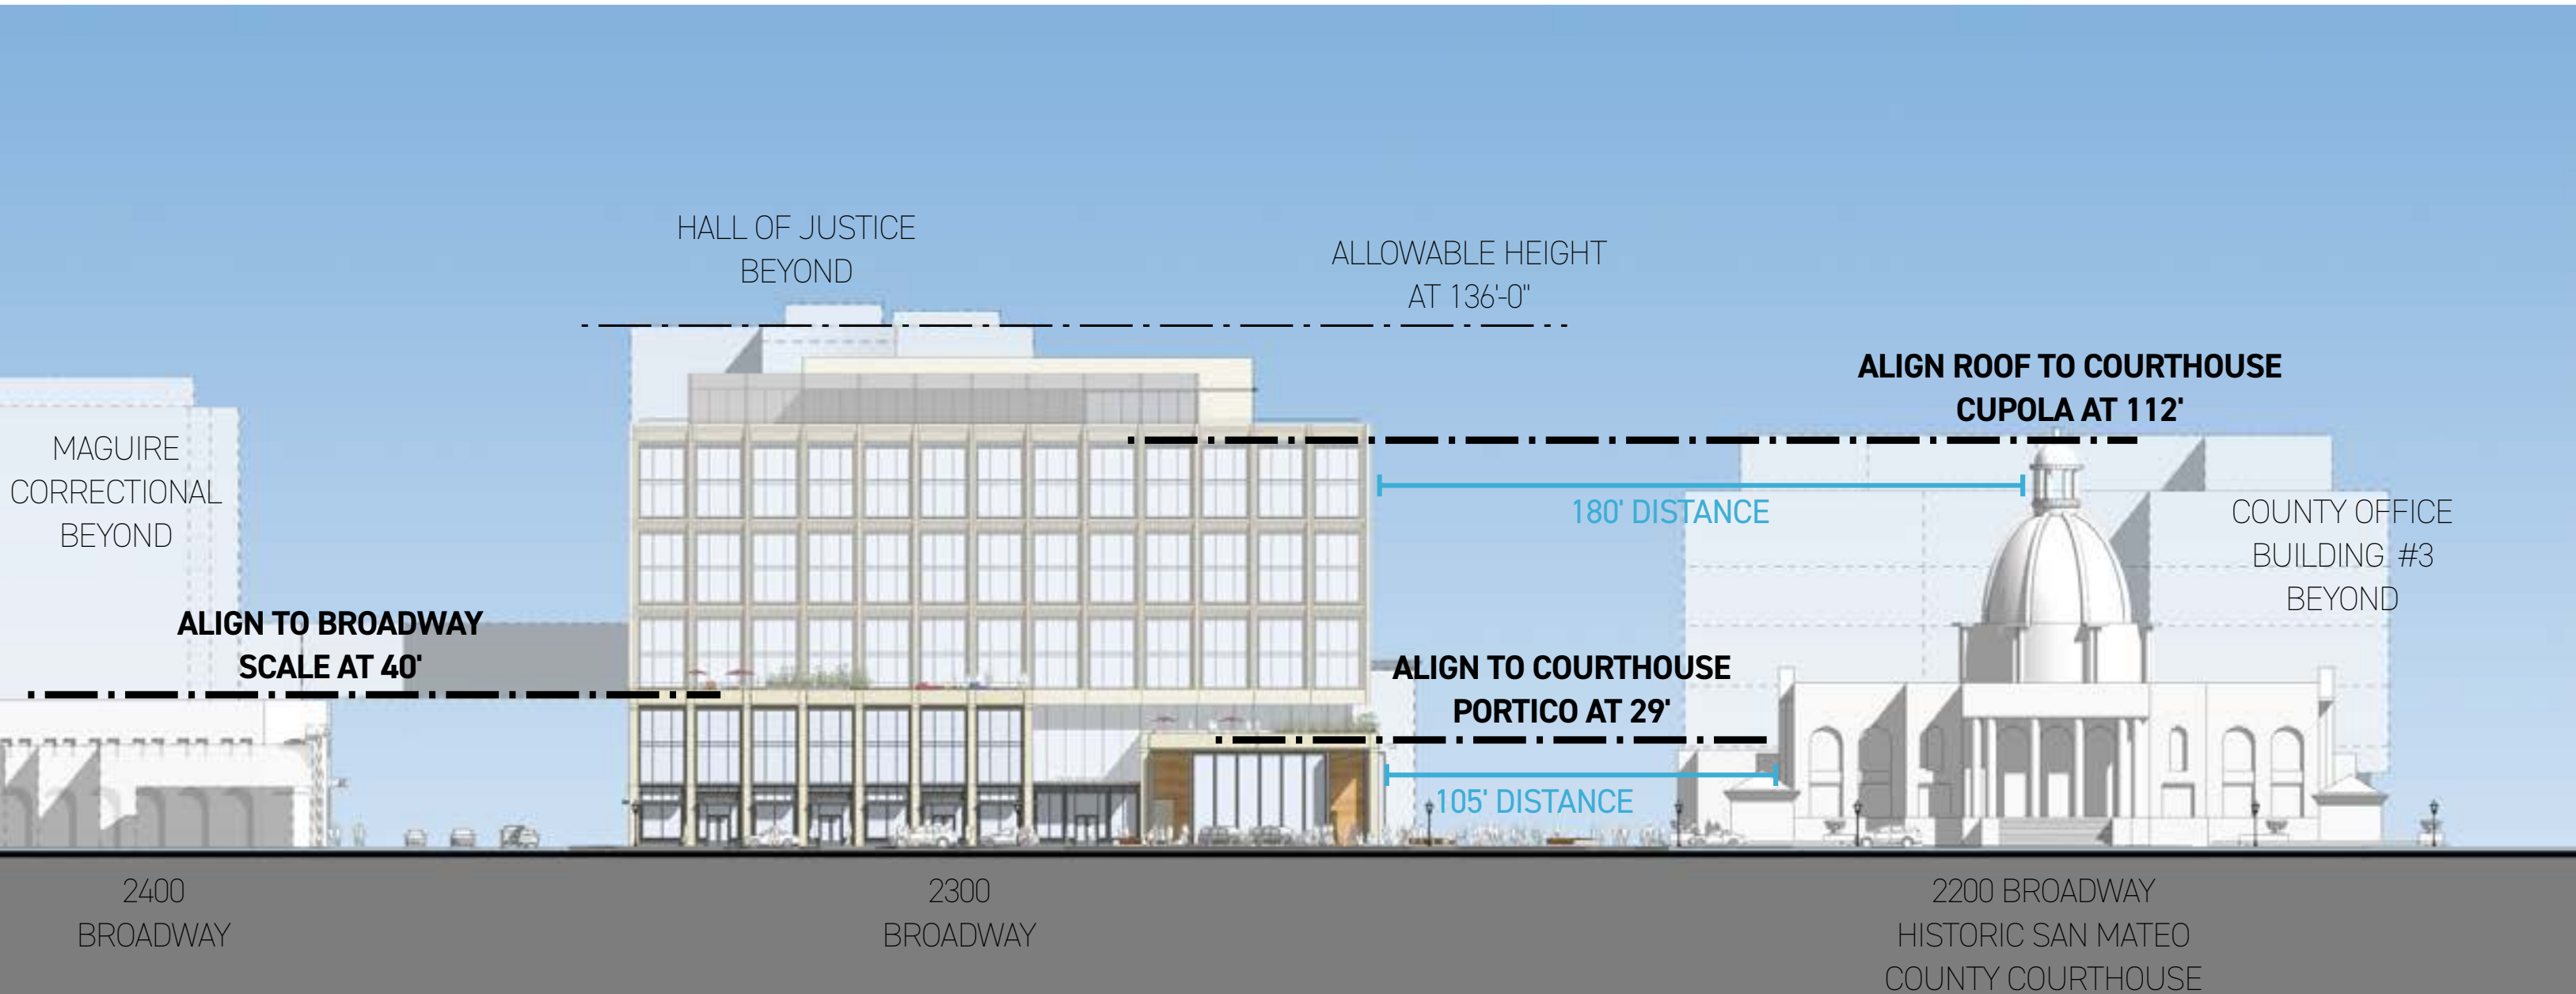 HALL OF JUSTICE
BEYOND
ALLOWABLE HEIGHT
AT 136'-0"
ALIGN ROOF TO COURTHOUSE
CUPOLA AT 112'
MAGUIRE
CORRECTIONAL
BEYOND
180' DISTANCE
COUNTY OFFICE
BUILDING #3
BEYOND
ALIGN TO BROADWAY
SCALE AT 40'
ALIGN TO COURTHOUSE
PORTICO AT 29'
105' DISTANCE
2400
BROADWAY
2300
BROADWAY
2200 BROADWAY
HISTORIC SAN MATEO
COUNTY COURTHOUSE